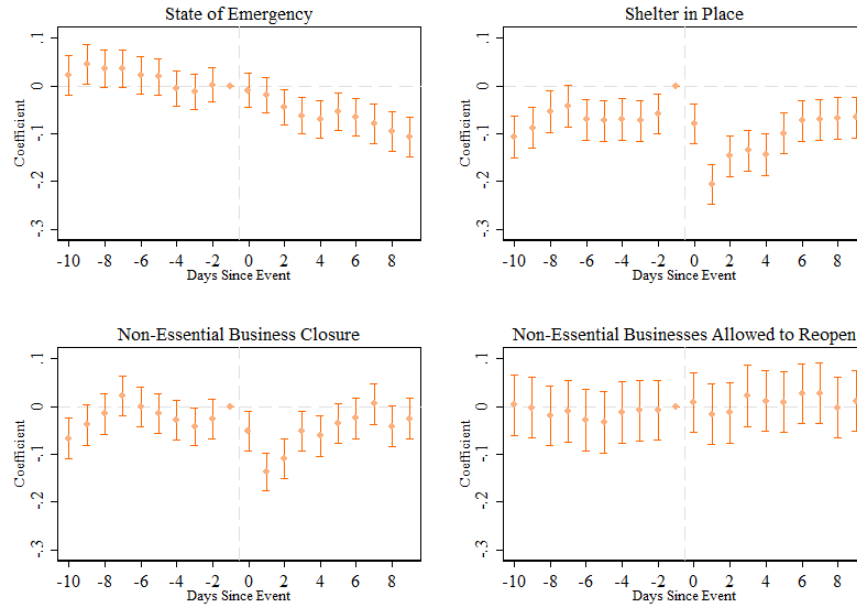 State of Emergency
Coefficient
.1
0
-.1
-.2
-.3
-10 -8 -6 -4 -2 0 2 4 6 8
Days Since Event
Shelter in Place
Coefficient
.1
0
-.1
-.2
-.3
-10 -8 -6 -4 -2 0 2 4 6 8
Days Since Event
Non-Essential Business Closure
Coefficient
.1
0
-.1
-.2
-.3
-10 -8 -6 -4 -2 0 2 4 6 8
Days Since Event
Non-Essential Businesses Allowed to Reopen
Coefficient
.1
0
-.1
-.2
-.3
-10 -8 -6 -4 -2 0 2 4 6 8
Days Since Event